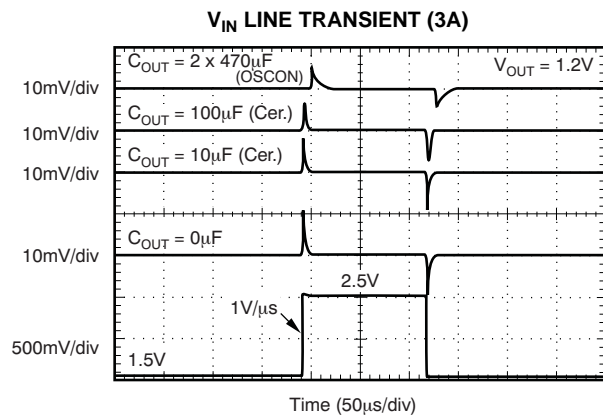 VIN LINE TRANSIENT (3A)
COUT = 2 x 470μF
(OSCON)
VOUT = 1.2V
10mV/div
COUT = 100μF (Cer.)
10mV/div
COUT = 10μF (Cer.)
10mV/div
COUT = 0μF
10mV/div
2.5V
1V/μs
500mV/div
1.5V
Time (50μs/div)